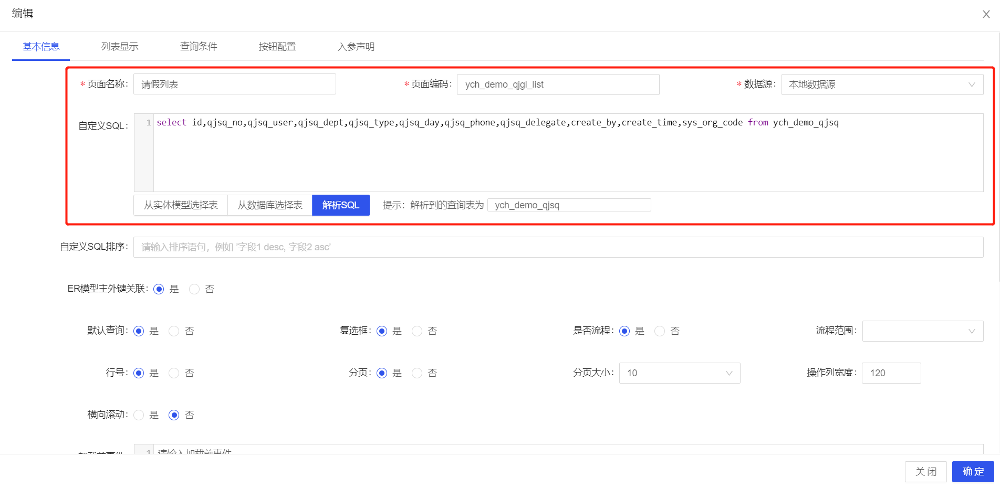 编辑
基本信息 列表显示 查询条件 按钮配置 入参声明
* 页面名称: 请假列表 * 页面编码: ych_demo_qjgl_list * 数据源: 本地数据源
自定义SQL: 1 select id,qjsq_no,qjsq_user,qjsq_dept,qjsq_type,qjsq_day,qjsq_phone,qjsq_delegate,create_by,create_time,sys_org_code from ych_demo_qjsq
从实体模型选择表 从数据库选择表 解析SQL 提示: 解析到的查询表为 ych_demo_qjsq
自定义SQL排序: 请输入排序语句，例如 '字段1 desc, 字段2 asc'
ER模型主外键关联: 是 否
默认查询: 是 否 复选框: 是 否 是否流程: 是 否 流程范围:
行号: 是 否 分页: 是 否 分页大小: 10 操作列宽度: 120
横向滚动: 是 否
加载前事件 1 请输入加载前事件
关闭 确定